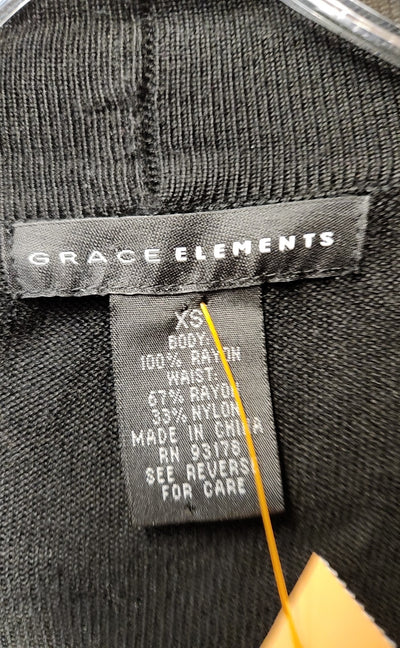 GRACE ELEMENTS
XS
BODY:
100% RAYON
WAIST
67% RAYON
33% NYLON
MADE IN CHINA
RN 93178
SEE REVERSE
FOR CARE